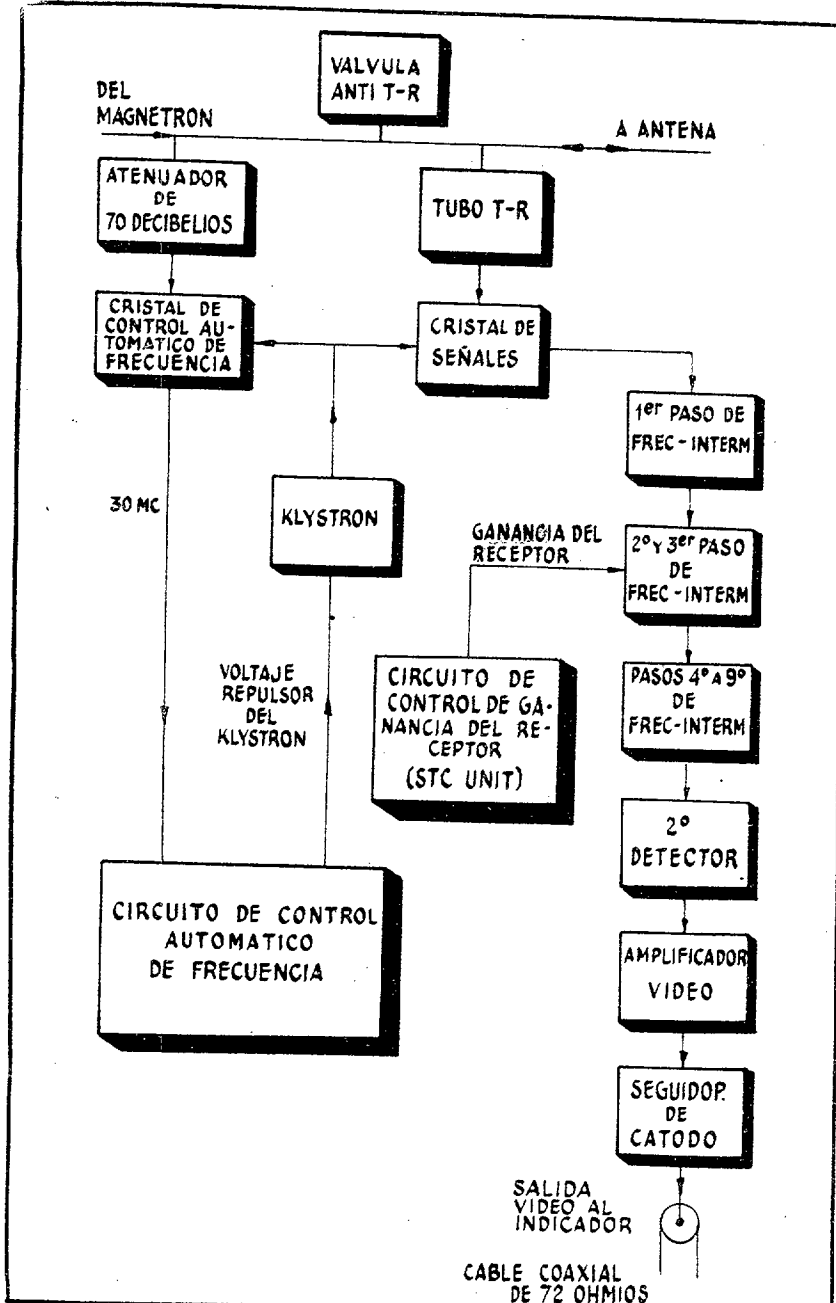 VALVULA
ANTI T-R
DEL
MAGNETRON
A ANTENA
ATENUADOR
DE
70 DECIBELIOS
TUBO T-R
CRISTAL DE
CONTROL AU-
TOMATICO DE
FRECUENCIA
CRISTAL DE
SEÑALES
1er PASO DE
FREC-INTERM
30 MC
KLYSTRON
GANANCIA DEL
RECEPTOR
2º Y 3er PASO
DE
FREC-INTERM
VOLTAJE
REPULSOR
DEL
KLYSTRON
CIRCUITO DE
CONTROL DE GA-
NANCIA DEL RE-
CEPTOR
(STC UNIT)
PASOS 4º A 9º
DE
FREC-INTERM
2º
DETECTOR
CIRCUITO DE CONTROL
AUTOMATICO
DE FRECUENCIA
AMPLIFICADOR
VIDEO
SEGUIDOR
DE
CATODO
SALIDA
VIDEO AL
INDICADOR
CABLE COAXIAL
DE 72 OHMIOS